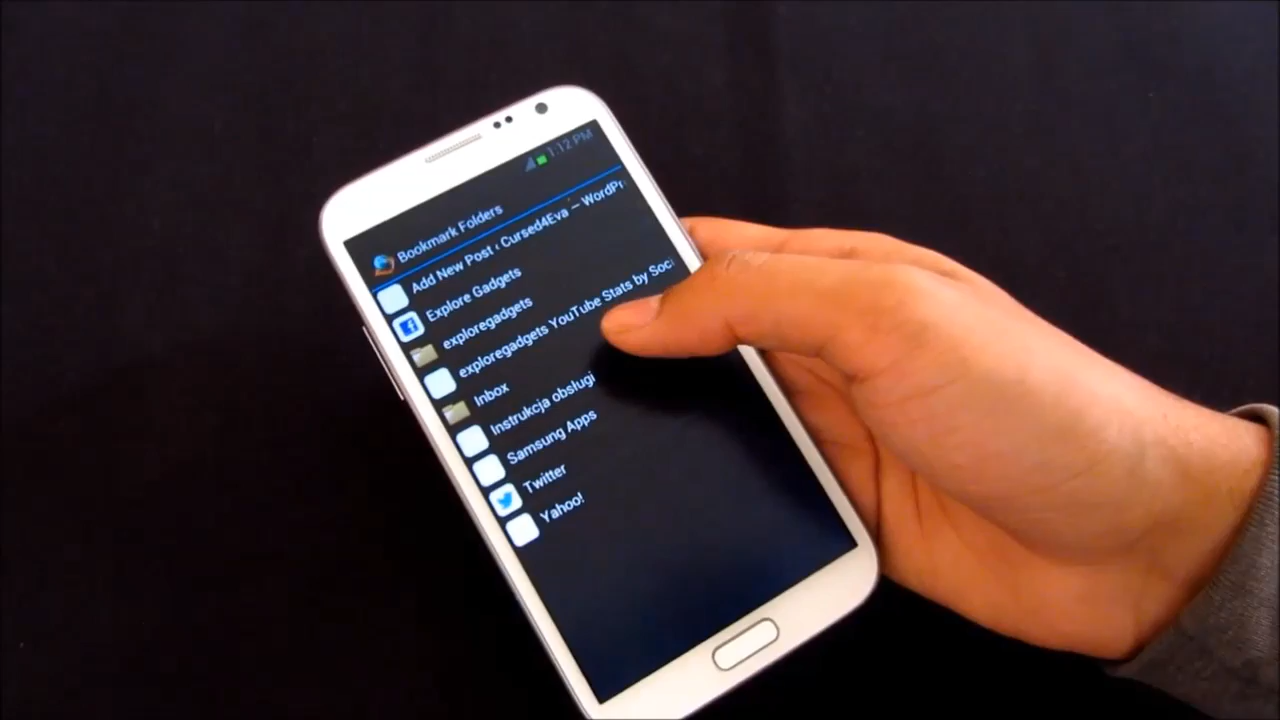 1:12 PM
Bookmark Folders
Add New Post ‹ Cursed4Eva — WordPr
Explore Gadgets
exploregadgets
exploregadgets YouTube Stats by Soci
Inbox
Instrukcja obsługi
Samsung Apps
Twitter
Yahoo!